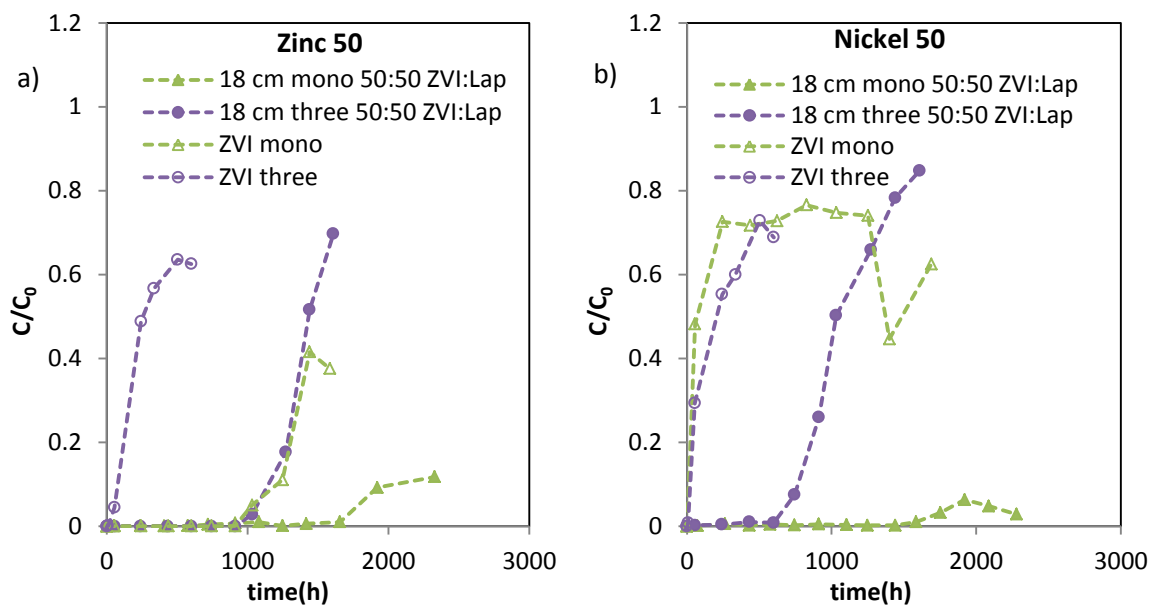 a)
Zinc 50
18 cm mono 50:50 ZVI:Lap
18 cm three 50:50 ZVI:Lap
ZVI mono
ZVI three
1.2
1
0.8
0.6
0.4
0.2
0
C/C₀
0 1000 2000 3000
time(h)
b)
Nickel 50
18 cm mono 50:50 ZVI:Lap
18 cm three 50:50 ZVI:Lap
ZVI mono
ZVI three
1.2
1
0.8
0.6
0.4
0.2
0
C/C₀
0 1000 2000 3000
time(h)